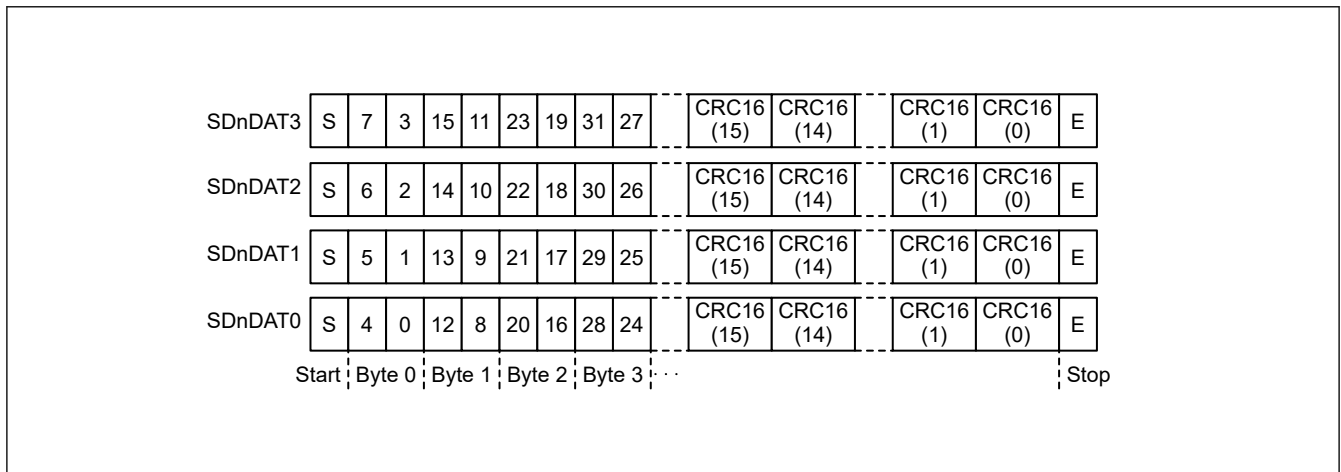 SDnDAT3 S 7 3 15 11 23 19 31 27 CRC16 (15) CRC16 (14) CRC16 (1) CRC16 (0) E
SDnDAT2 S 6 2 14 10 22 18 30 26 CRC16 (15) CRC16 (14) CRC16 (1) CRC16 (0) E
SDnDAT1 S 5 1 13 9 21 17 29 25 CRC16 (15) CRC16 (14) CRC16 (1) CRC16 (0) E
SDnDAT0 S 4 0 12 8 20 16 28 24 CRC16 (15) CRC16 (14) CRC16 (1) CRC16 (0) E
Start Byte 0 Byte 1 Byte 2 Byte 3 · · · Stop